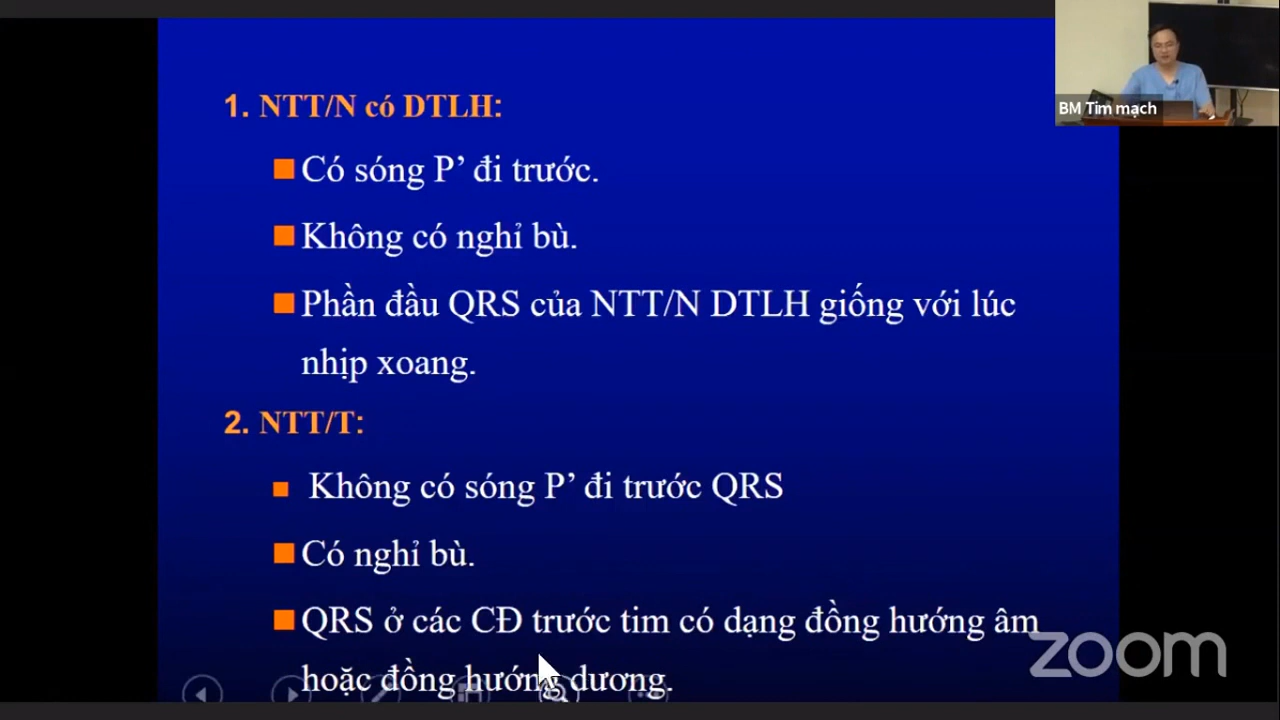 BM Tim mạch
1. NTT/N có DTLH:
Có sóng P’ đi trước.
Không có nghỉ bù.
Phần đầu QRS của NTT/N DTLH giống với lúc
nhịp xoang.
2. NTT/T:
Không có sóng P’ đi trước QRS
Có nghỉ bù.
QRS ở các CĐ trước tim có dạng đồng hướng âm
hoặc đồng hướng dương.
zoom